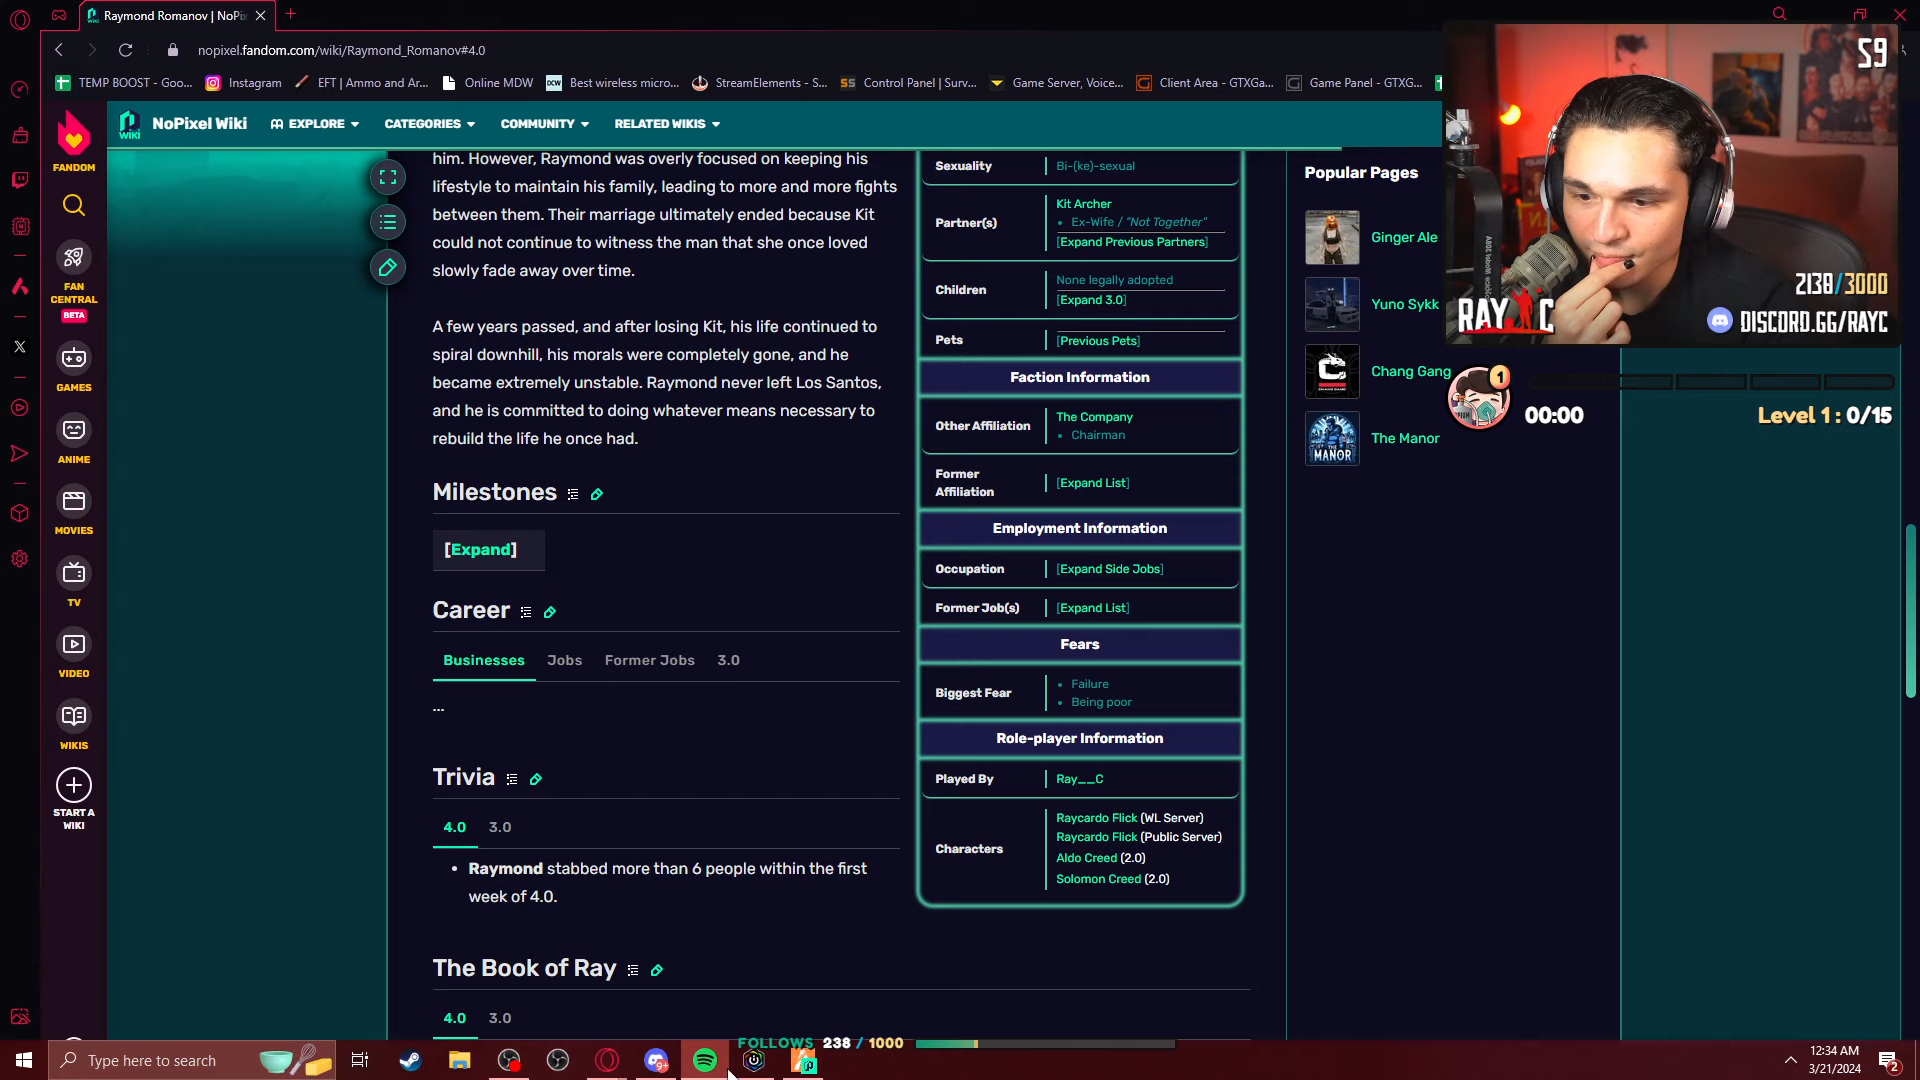 Raymond Romanov | NoPix
nopixel.fandom.com/wiki/Raymond_Romanov#4.0
TEMP BOOST - Goo...
Instagram
EFT | Ammo and Ar...
Online MDW
DCW
Best wireless micro...
StreamElements - S...
SS
Control Panel | Surv...
Game Server, Voice...
Client Area - GTXGa...
Game Panel - GTXG...
WIKI
NoPixel Wiki
EXPLORE
CATEGORIES
COMMUNITY
RELATED WIKIS
FANDOM
FAN
CENTRAL
BETA
GAMES
ANIME
MOVIES
TV
VIDEO
WIKIS
START A
WIKI
him. However, Raymond was overly focused on keeping his
lifestyle to maintain his family, leading to more and more fights
between them. Their marriage ultimately ended because Kit
could not continue to witness the man that she once loved
slowly fade away over time.
A few years passed, and after losing Kit, his life continued to
spiral downhill, his morals were completely gone, and he
became extremely unstable. Raymond never left Los Santos,
and he is committed to doing whatever means necessary to
rebuild the life he once had.
Milestones
[Expand]
Career
Businesses
Jobs
Former Jobs
3.0
...
Trivia
4.0
3.0
• Raymond stabbed more than 6 people within the first
week of 4.0.
The Book of Ray
4.0
3.0
Sexuality
Bi-(ke)-sexual
Partner(s)
Kit Archer
• Ex-Wife / "Not Together"
[Expand Previous Partners]
Children
None legally adopted
[Expand 3.0]
Pets
[Previous Pets]
Faction Information
Other Affiliation
The Company
• Chairman
Former
Affiliation
[Expand List]
Employment Information
Occupation
[Expand Side Jobs]
Former Job(s)
[Expand List]
Fears
Biggest Fear
• Failure
• Being poor
Role-player Information
Played By
Ray__C
Characters
Raycardo Flick (WL Server)
Raycardo Flick (Public Server)
Aldo Creed (2.0)
Solomon Creed (2.0)
Popular Pages
Ginger Ale
Yuno Sykk
Chang Gang
The Manor
THE
MANOR
59
RAY C
2138/3000
DISCORD.GG/RAYC
1
00:00
Level 1 : 0/15
FOLLOWS 238 / 1000
Type here to search
9+
12:34 AM
3/21/2024
2